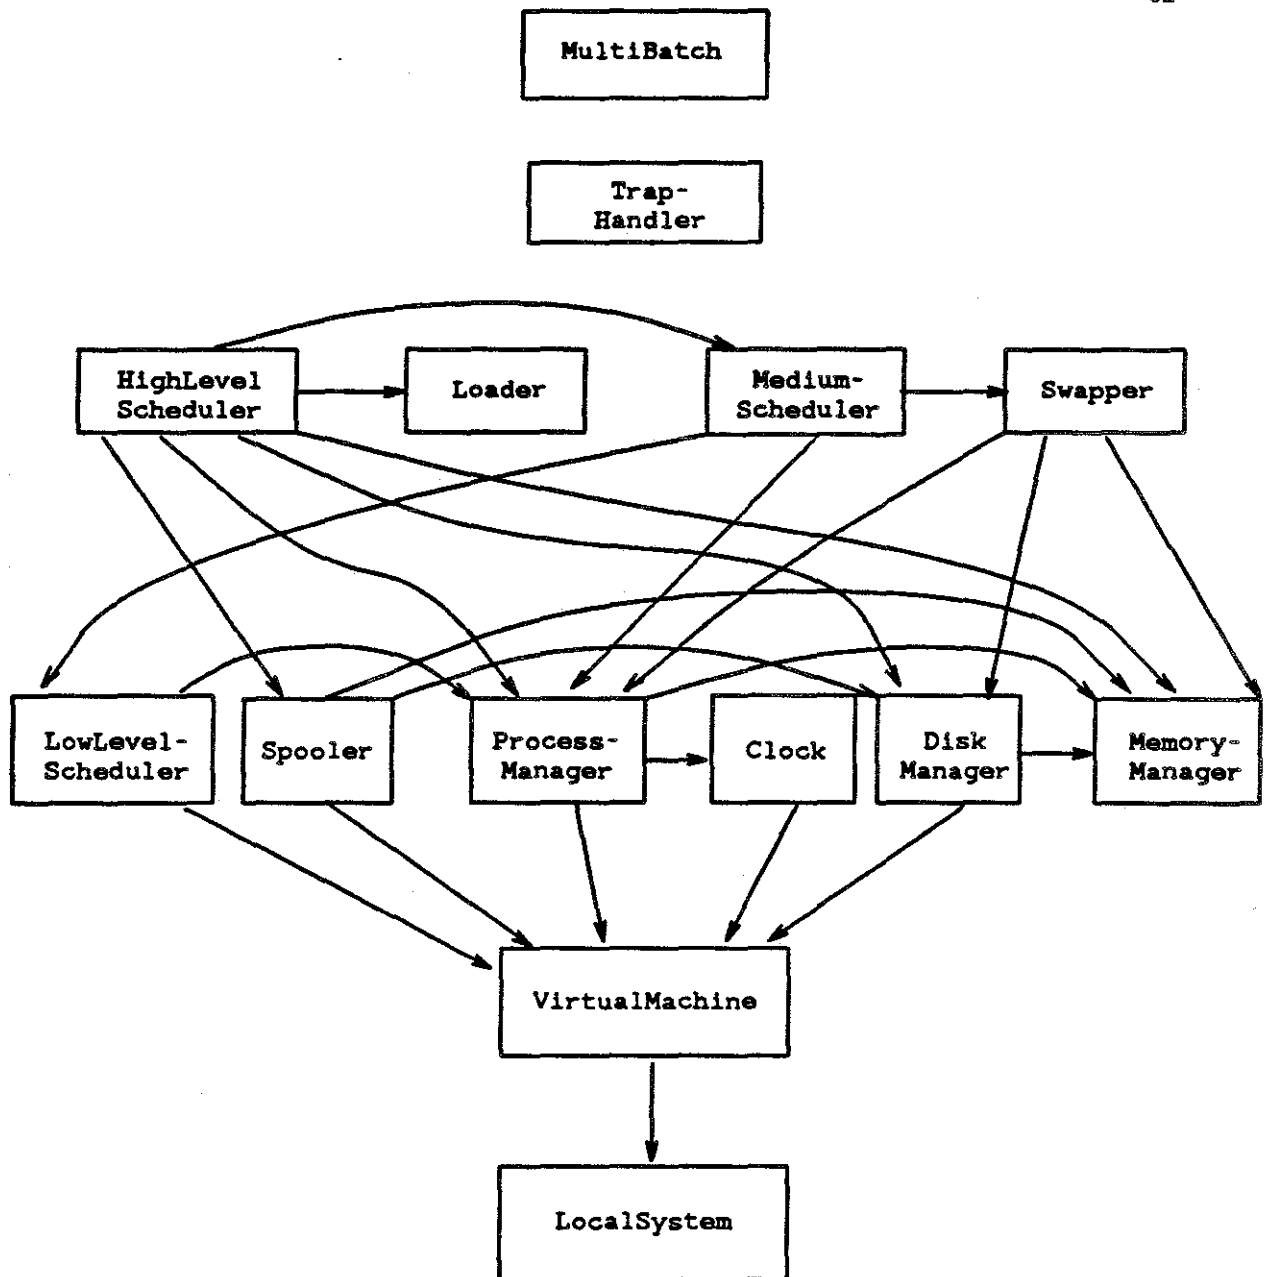 MultiBatch
Trap-
Handler
HighLevel
Scheduler
Loader
Medium-
Scheduler
Swapper
LowLevel-
Scheduler
Spooler
Process-
Manager
Clock
Disk
Manager
Memory-
Manager
VirtualMachine
LocalSystem